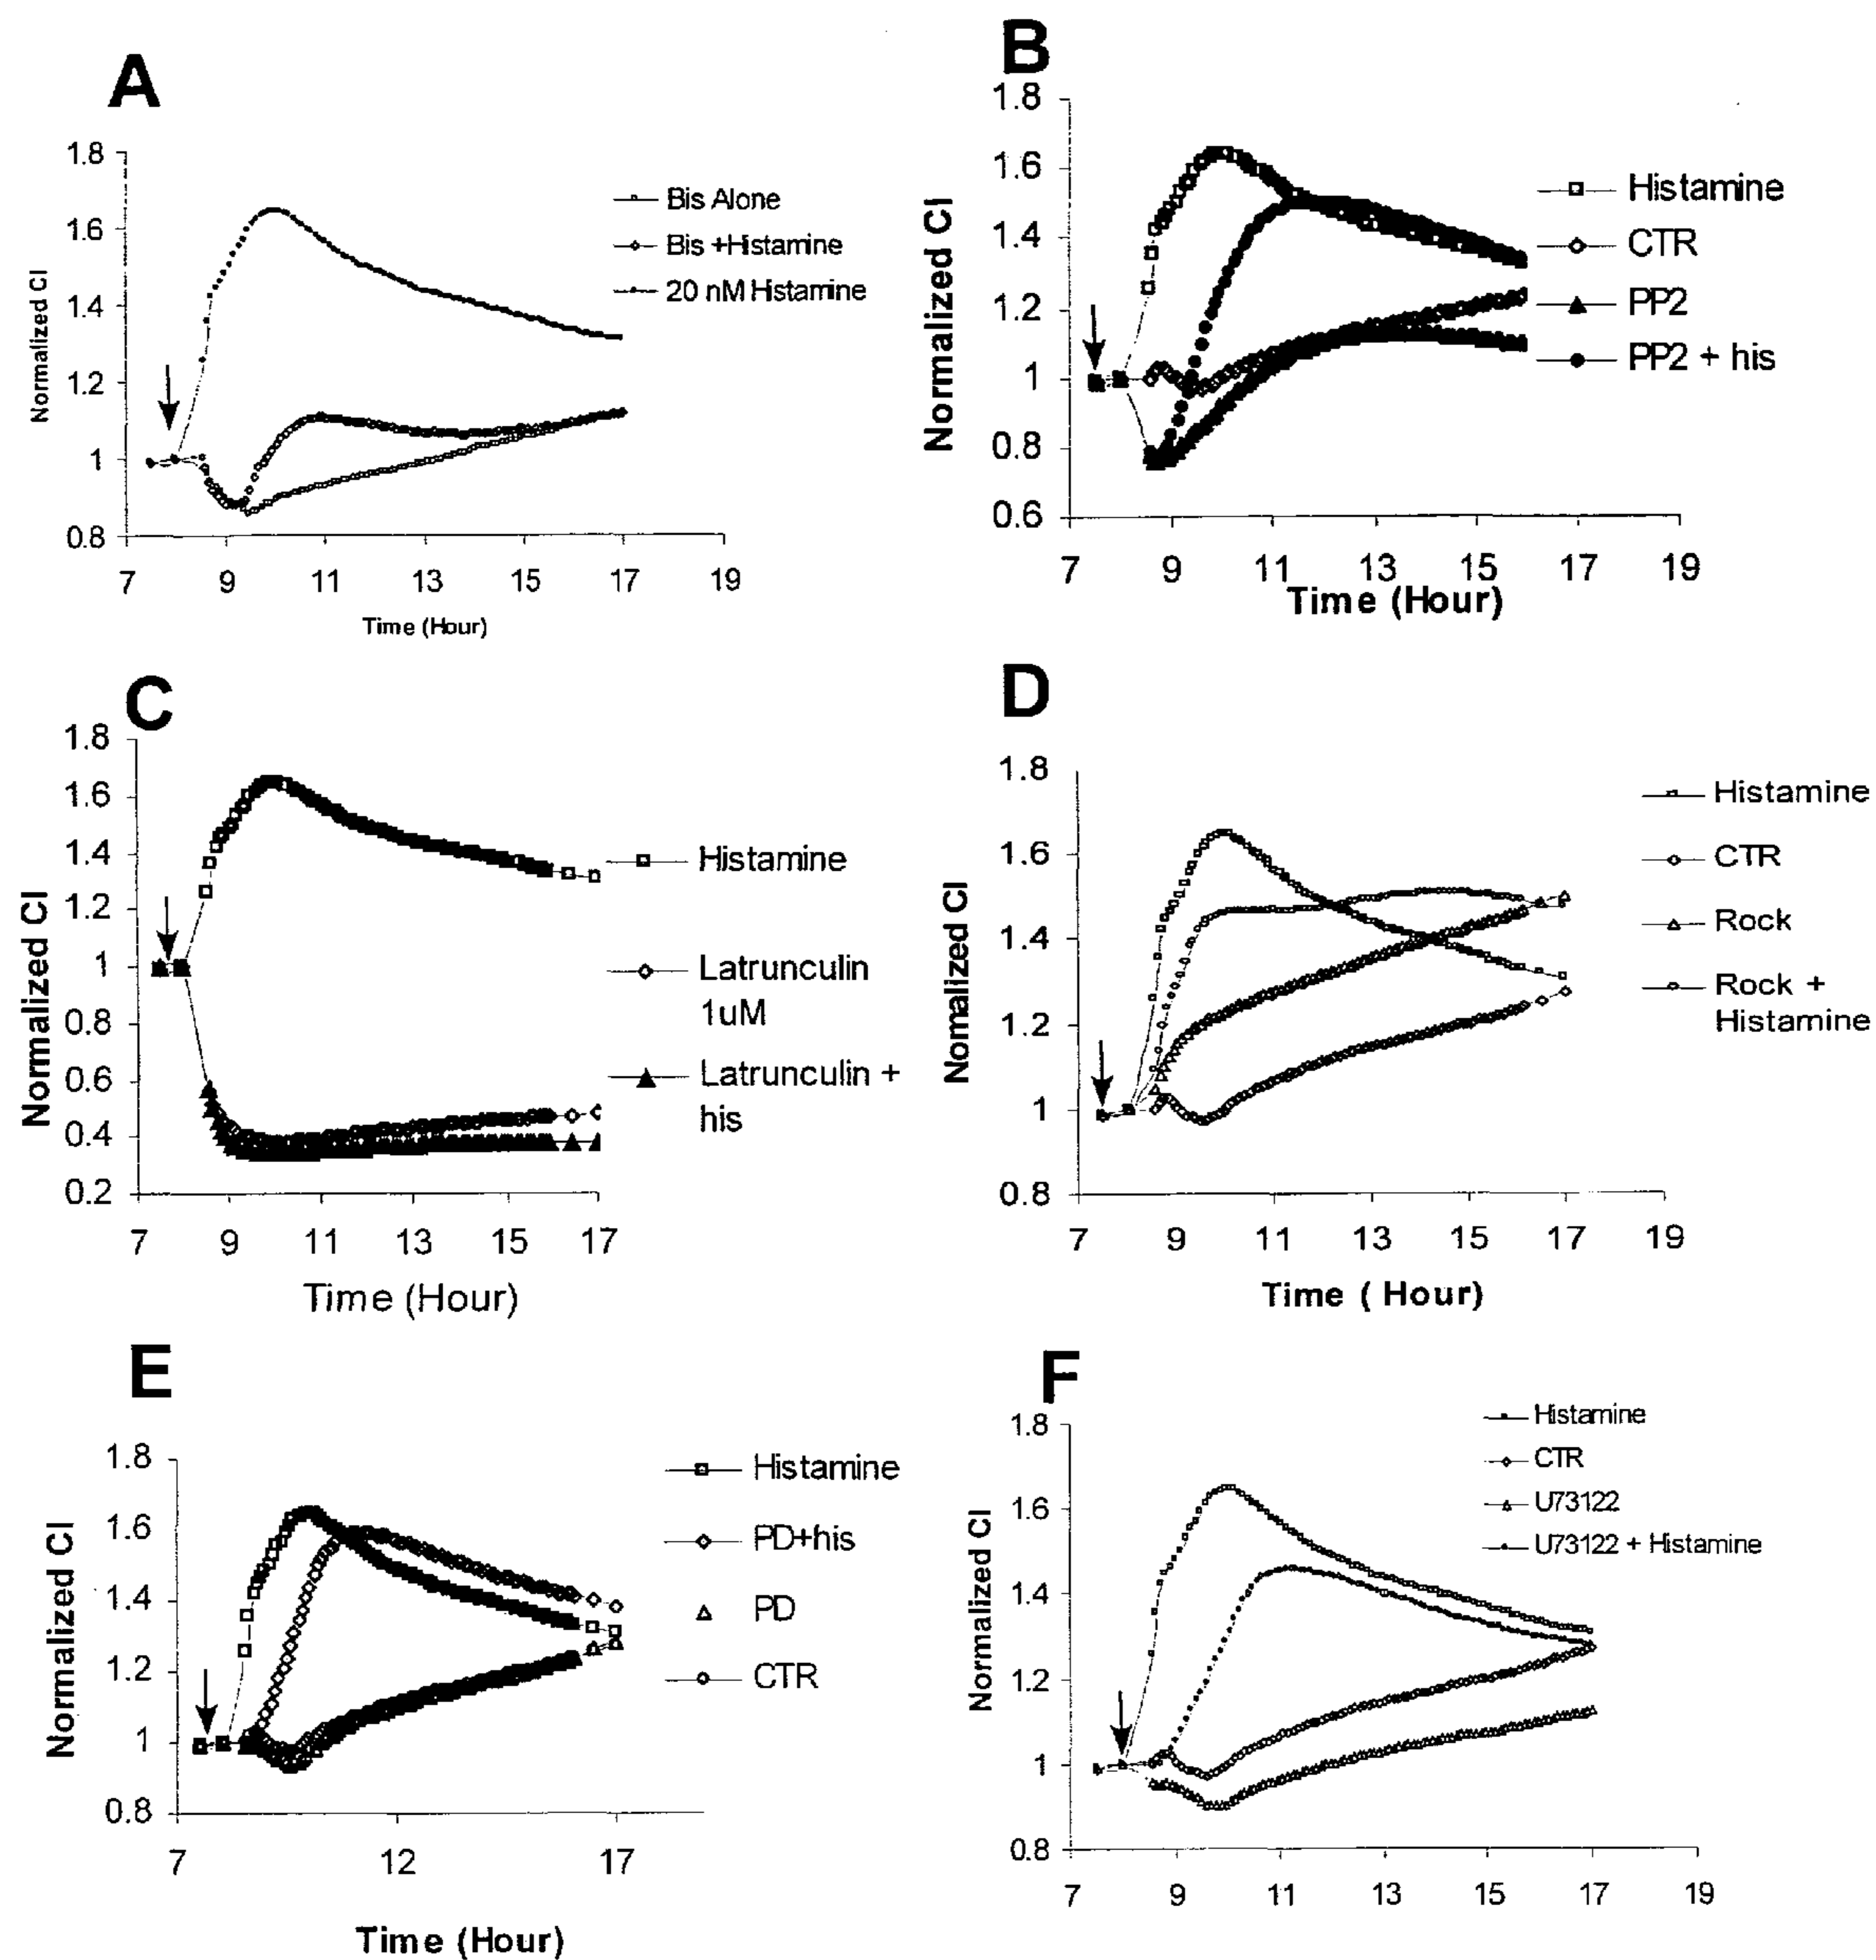 A
1.8
1.6
1.4
1.2
1
0.8
Normalized CI
7 9 11 13 15 17 19
Time (Hour)
Bis Alone
Bis +Histamine
20 nM Histamine
B
1.8
1.6
1.4
1.2
1
0.8
0.6
Normalized CI
7 9 11 13 15 17 19
Time (Hour)
Histamine
CTR
PP2
PP2 + his
C
1.8
1.6
1.4
1.2
1
0.8
0.6
0.4
0.2
Normalized CI
7 9 11 13 15 17
Time (Hour)
Histamine
Latrunculin
1uM
Latrunculin +
his
D
1.8
1.6
1.4
1.2
1
0.8
Nomalized CI
7 9 11 13 15 17 19
Time ( Hour)
Histamine
CTR
Rock
Rock +
Histamine
E
1.8
1.6
1.4
1.2
1
0.8
Normalized CI
7 12 17
Time (Hour)
Histamine
PD+his
PD
CTR
F
1.8
1.6
1.4
1.2
1
0.8
Normalized CI
7 9 11 13 15 17 19
Histamine
CTR
U73122
U73122 + Histamine